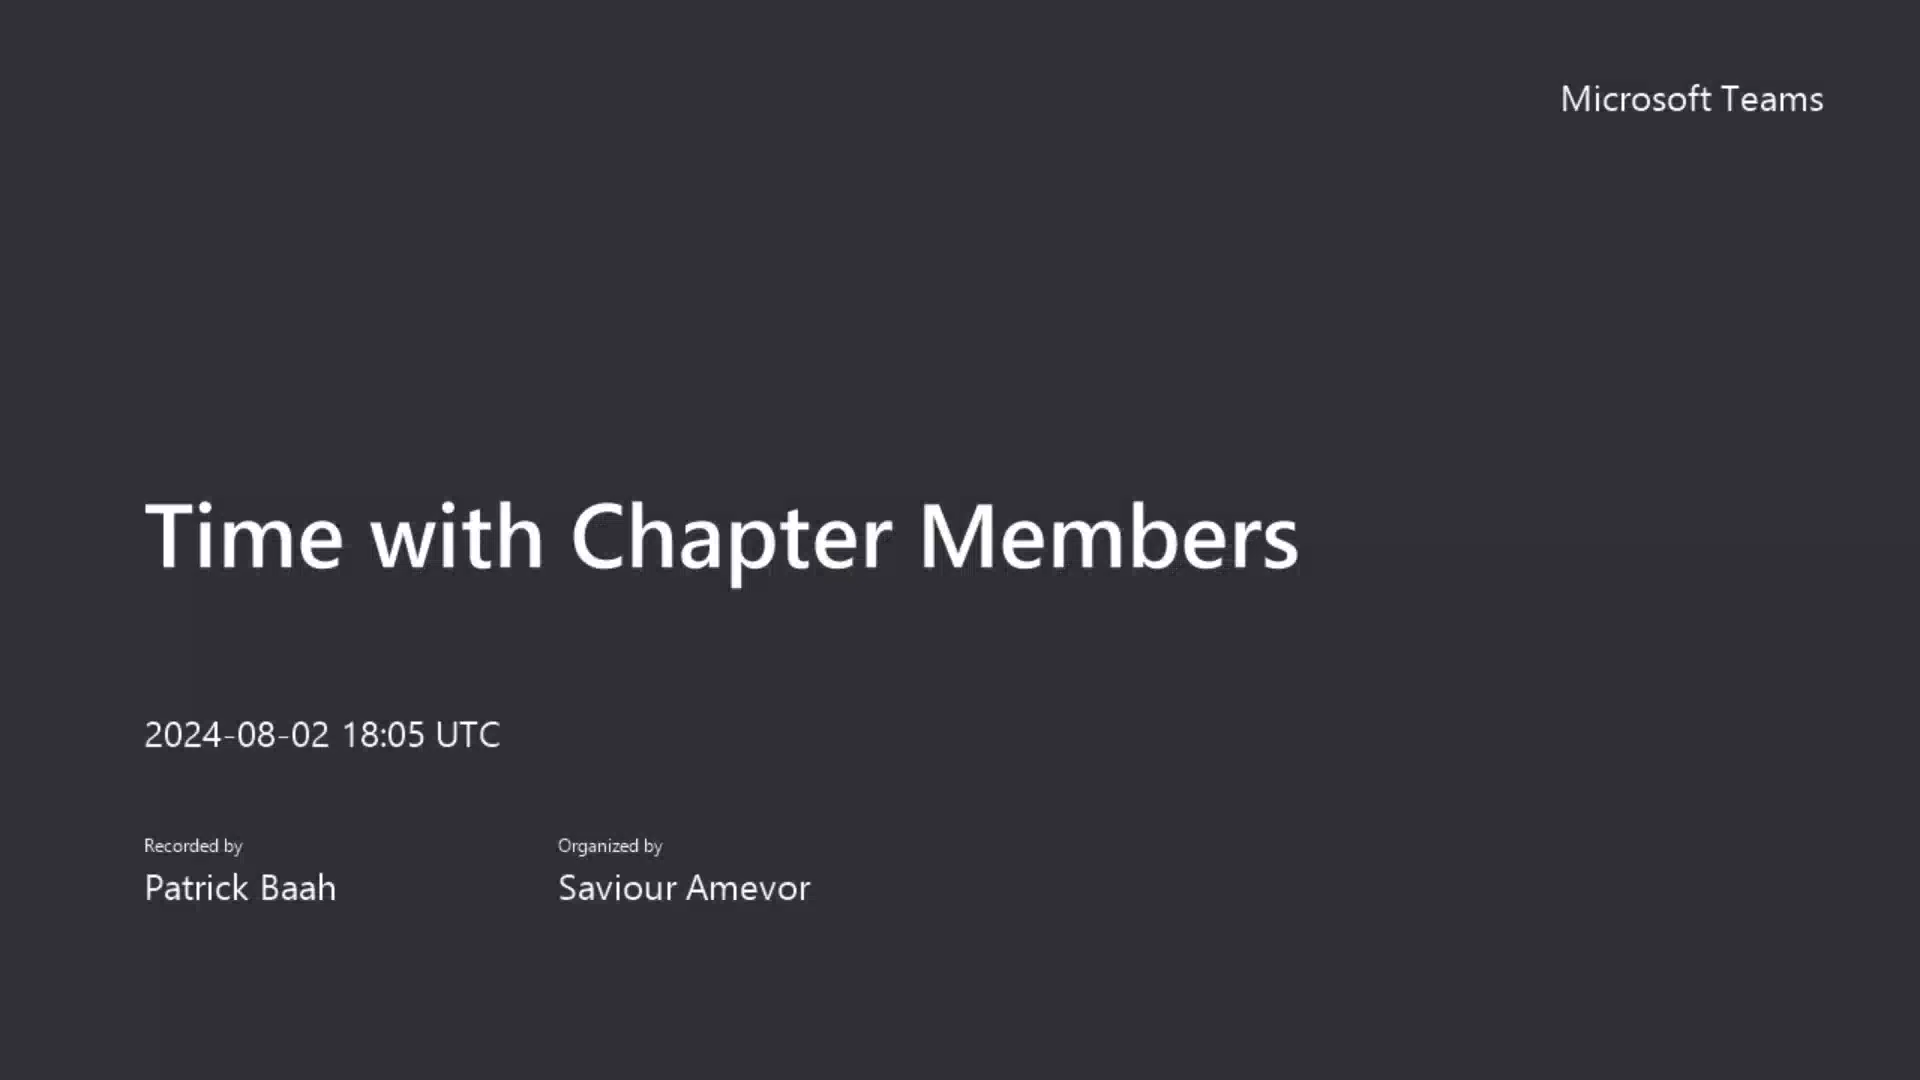 Microsoft Teams
Time with Chapter Members
2024-08-02 18:05 UTC
Recorded by
Patrick Baah
Organized by
Saviour Amevor